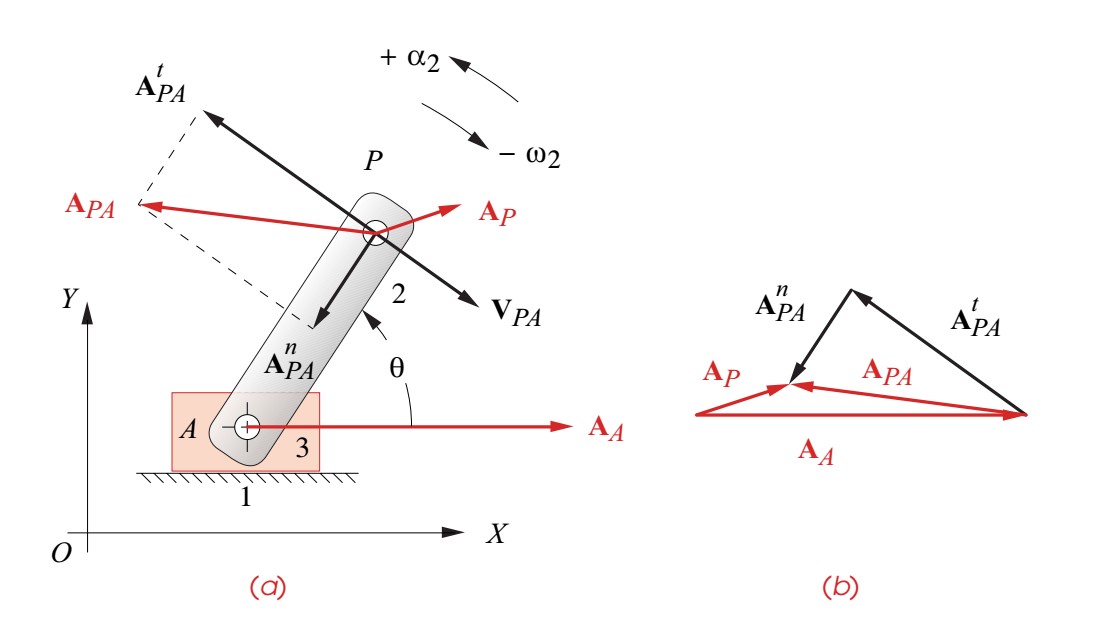 + α₂
A^t_PA
− ω₂
P
A_PA
A_P
2
Y
V_PA
A^n_PA
A^t_PA
A^n_PA
θ
A_P
A_PA
A
3
A_A
A_A
1
X
O
(a)
(b)